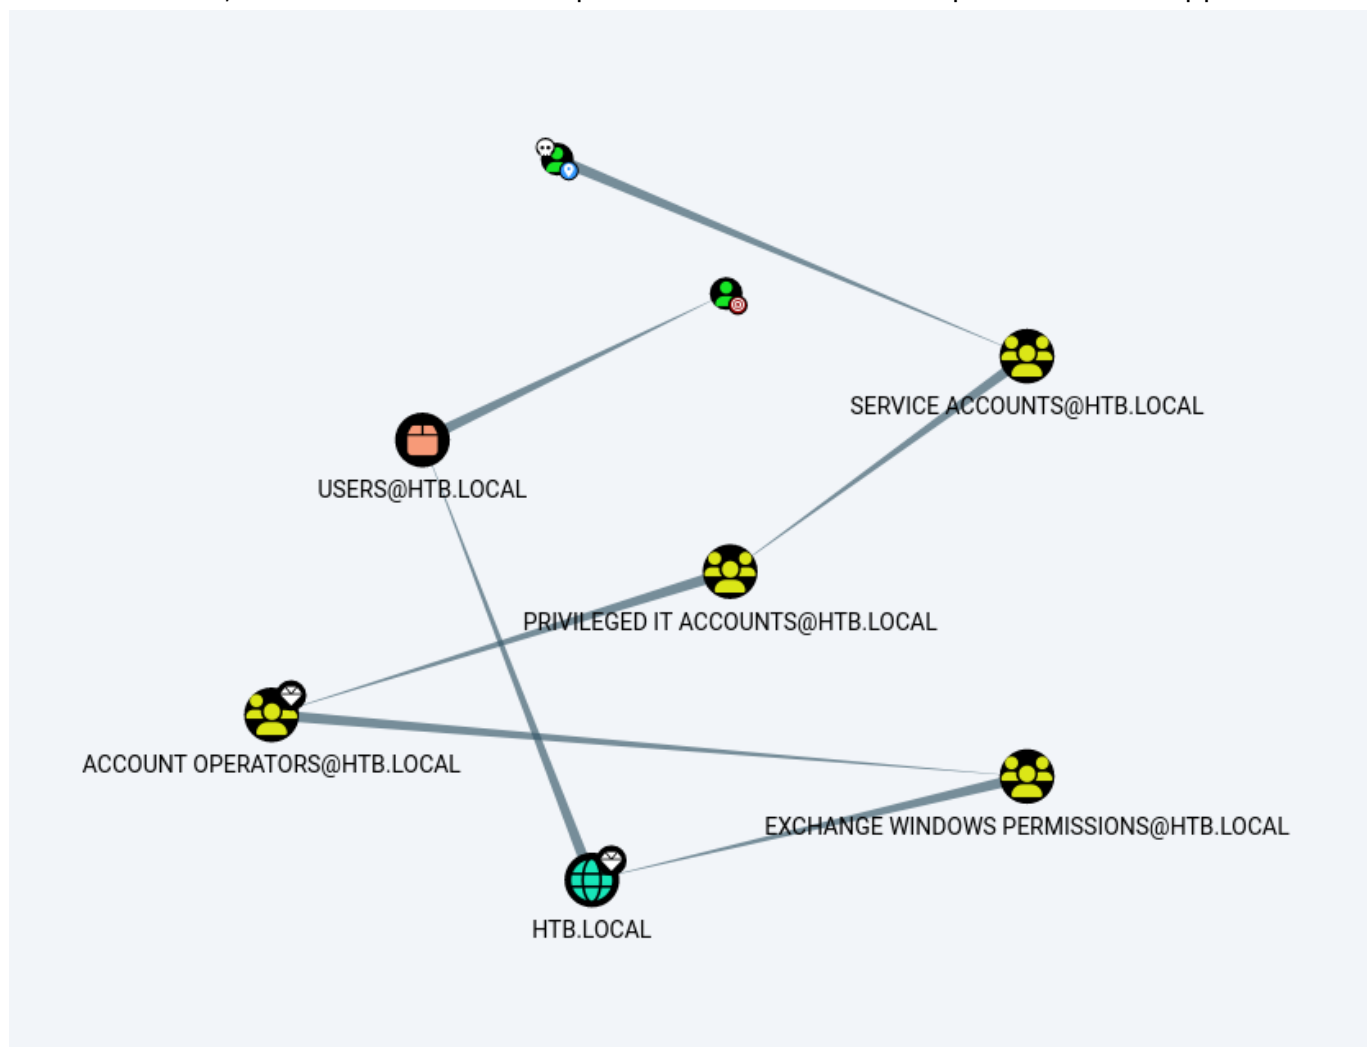 SERVICE ACCOUNTS@HTB.LOCAL
USERS@HTB.LOCAL
PRIVILEGED IT ACCOUNTS@HTB.LOCAL
ACCOUNT OPERATORS@HTB.LOCAL
EXCHANGE WINDOWS PERMISSIONS@HTB.LOCAL
HTB.LOCAL